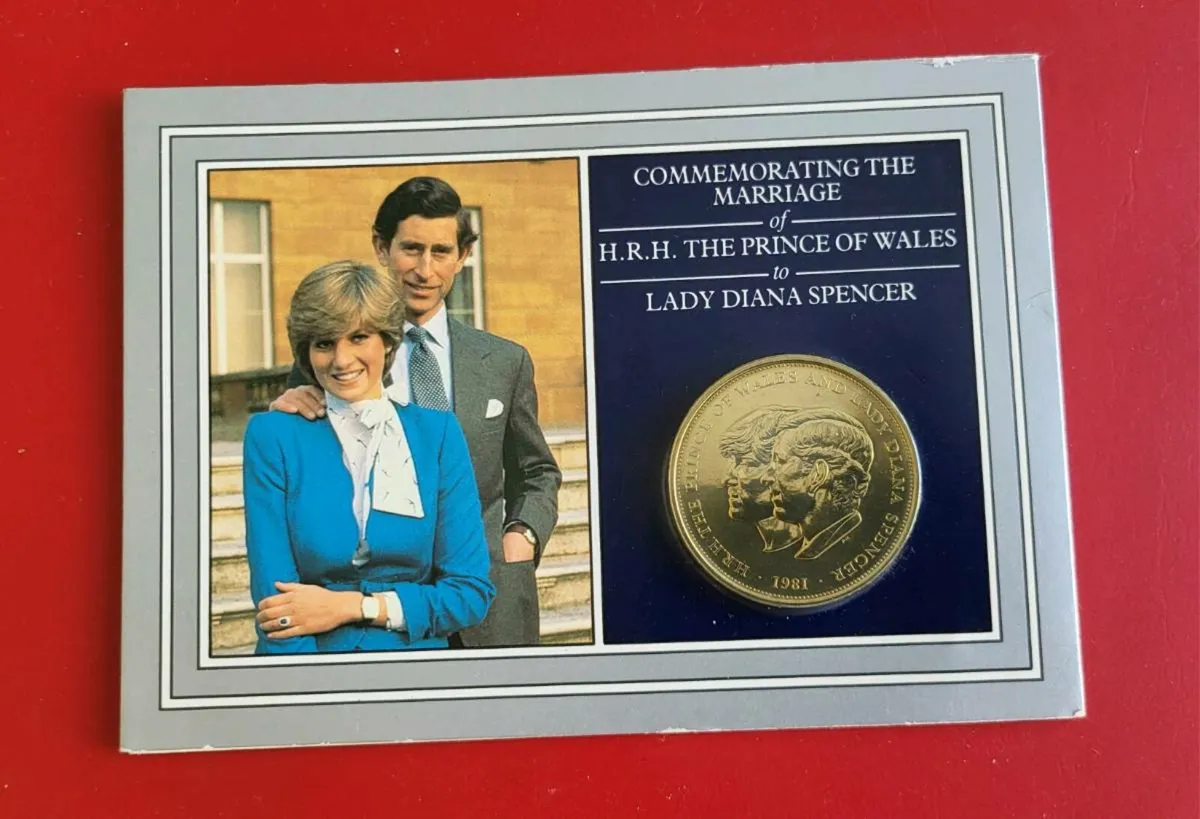 COMMEMORATING THE
MARRIAGE
of
H.R.H. THE PRINCE OF WALES
to
LADY DIANA SPENCER
H.R.H. THE PRINCE OF WALES AND LADY DIANA SPENCER
· 1981 ·